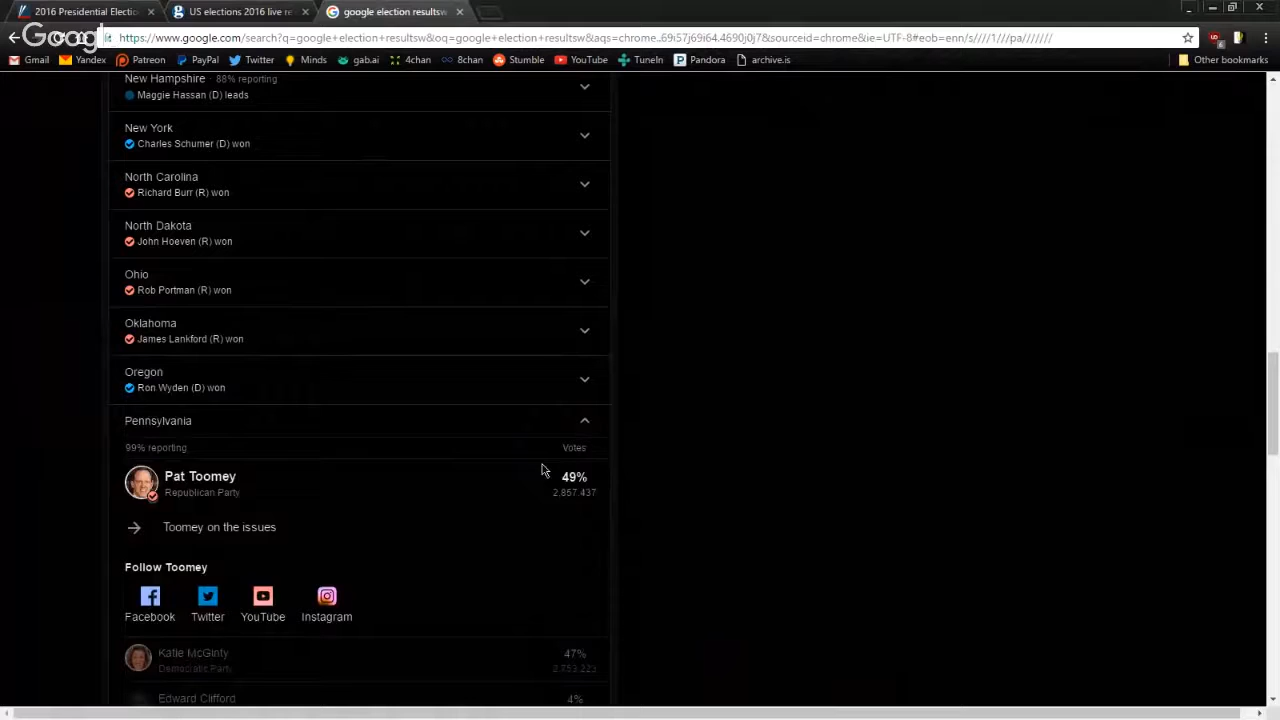 2016 Presidential Electio
US elections 2016 live re
google election resultsw
Google
https://www.google.com/search?q=google+election+resultsw&oq=google+election+resultsw&aqs=chrome..69i57j69i64.4690j0j7&sourceid=chrome&ie=UTF-8#eob=enn/s////1///pa///////
Gmail
Yandex
Patreon
PayPal
Twitter
Minds
gab.ai
4chan
8chan
Stumble
YouTube
TuneIn
Pandora
archive.is
Other bookmarks
New Hampshire · 88% reporting
Maggie Hassan (D) leads
New York
Charles Schumer (D) won
North Carolina
Richard Burr (R) won
North Dakota
John Hoeven (R) won
Ohio
Rob Portman (R) won
Oklahoma
James Lankford (R) won
Oregon
Ron Wyden (D) won
Pennsylvania
99% reporting Votes
Pat Toomey 49%
Republican Party 2,857,437
Toomey on the issues
Follow Toomey
Facebook Twitter YouTube Instagram
Katie McGinty 47%
Democratic Party
Edward Clifford 4%